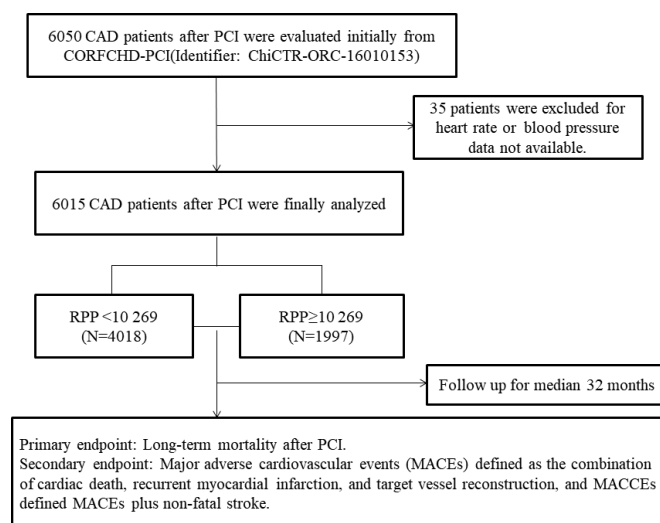 6050 CAD patients after PCI were evaluated initially from
CORFCHD-PCI(Identifier: ChiCTR-ORC-16010153)
35 patients were excluded for
heart rate or blood pressure
data not available.
6015 CAD patients after PCI were finally analyzed
RPP <10 269
(N=4018)
RPP≥10 269
(N=1997)
Follow up for median 32 months
Primary endpoint: Long-term mortality after PCI.
Secondary endpoint: Major adverse cardiovascular events (MACEs) defined as the combination
of cardiac death, recurrent myocardial infarction, and target vessel reconstruction, and MACCEs
defined MACEs plus non-fatal stroke.